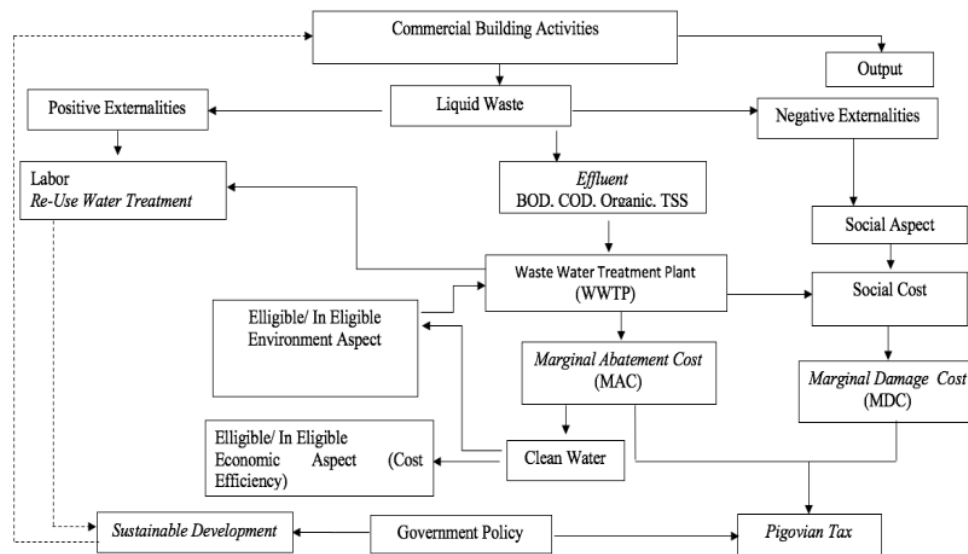 Commercial Building Activities
Output
Positive Externalities
Liquid Waste
Negative Externalities
Labor
Re-Use Water Treatment
Effluent
BOD. COD. Organic. TSS
Social Aspect
Waste Water Treatment Plant
(WWTP)
Social Cost
Elligible/ In Eligible
Environment Aspect
Marginal Abatement Cost
(MAC)
Marginal Damage Cost
(MDC)
Elligible/ In Eligible
Economic Aspect (Cost
Efficiency)
Clean Water
Sustainable Development
Government Policy
Pigovian Tax